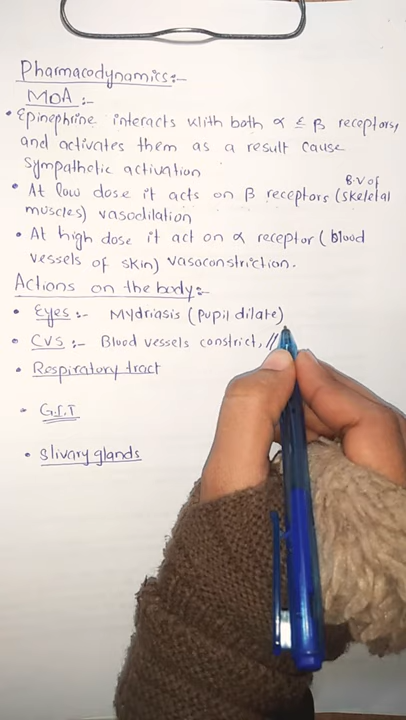 Pharmacodynamics:-
MOA:-
• Epinephrine interacts with both α & β receptors,
and activates them as a result cause
sympathetic activation
• At low dose it acts on β receptors (B.V of skeletal
muscles) vasodilation
• At high dose it act on α receptor (blood
vessels of skin) vasoconstriction.
Actions on the body:-
• Eyes:- Mydriasis (pupil dilate)
• CVS:- Blood vessels constrict, //
• Respiratory tract
• G.I.T
• Slivary glands